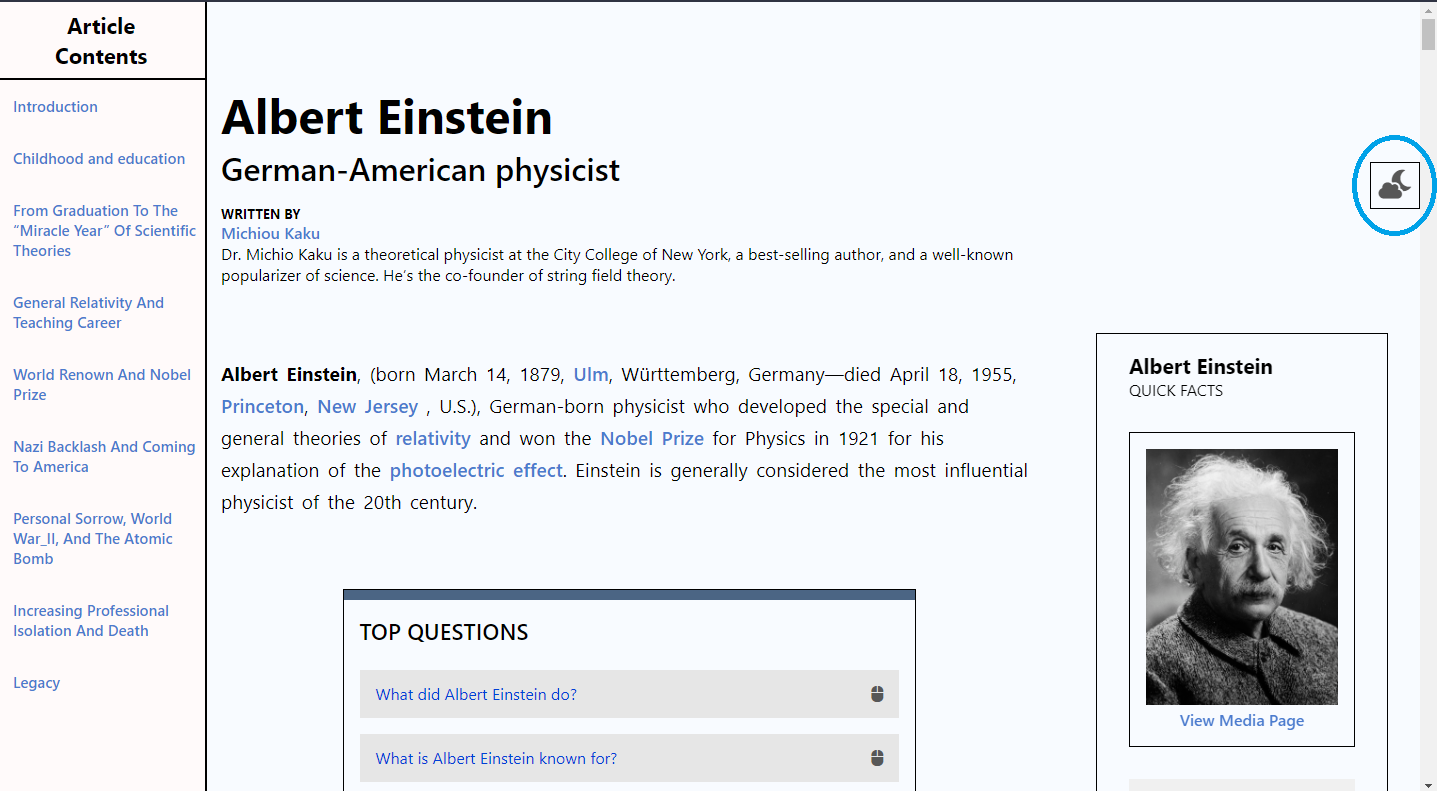 Article
Contents
Introduction
Childhood and education
From Graduation To The
“Miracle Year” Of Scientific
Theories
General Relativity And
Teaching Career
World Renown And Nobel
Prize
Nazi Backlash And Coming
To America
Personal Sorrow, World
War_II, And The Atomic
Bomb
Increasing Professional
Isolation And Death
Legacy
Albert Einstein
German-American physicist
WRITTEN BY
Michiou Kaku
Dr. Michio Kaku is a theoretical physicist at the City College of New York, a best-selling author, and a well-known
popularizer of science. He’s the co-founder of string field theory.
Albert Einstein, (born March 14, 1879, Ulm, Württemberg, Germany—died April 18, 1955,
Princeton, New Jersey , U.S.), German-born physicist who developed the special and
general theories of relativity and won the Nobel Prize for Physics in 1921 for his
explanation of the photoelectric effect. Einstein is generally considered the most influential
physicist of the 20th century.
TOP QUESTIONS
What did Albert Einstein do?
What is Albert Einstein known for?
Albert Einstein
QUICK FACTS
View Media Page